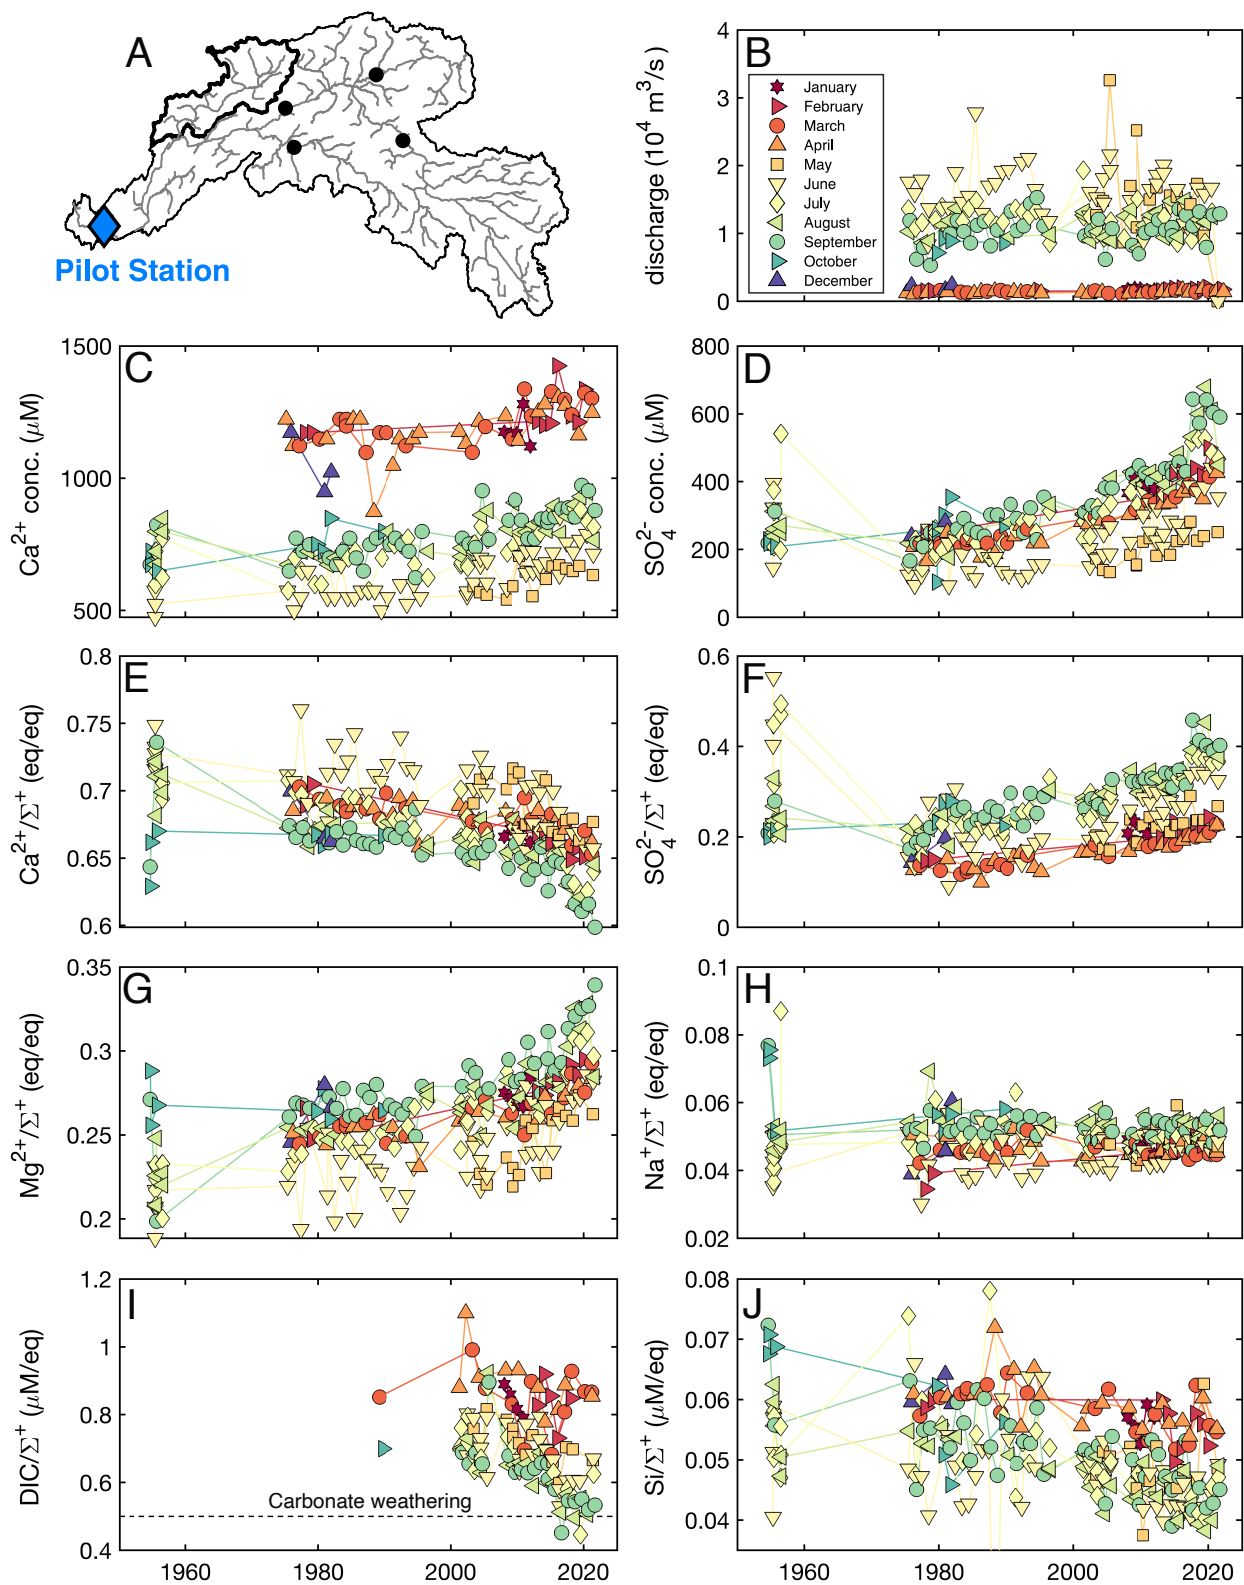 A
Pilot Station
B
discharge (10⁴ m³/s)
4
3
2
1
0
January
February
March
April
May
June
July
August
September
October
December
C
Ca²⁺ conc. (μM)
1500
1000
500
D
SO₄²⁻ conc. (μM)
800
600
400
200
0
E
Ca²⁺/Σ⁺ (eq/eq)
0.8
0.75
0.7
0.65
0.6
F
SO₄²⁻/Σ⁺ (eq/eq)
0.6
0.4
0.2
0
G
Mg²⁺/Σ⁺ (eq/eq)
0.35
0.3
0.25
0.2
H
Na⁺/Σ⁺ (eq/eq)
0.1
0.08
0.06
0.04
0.02
I
DIC/Σ⁺ (μM/eq)
1.2
1
0.8
0.6
0.4
Carbonate weathering
1960
1980
2000
2020
J
Si/Σ⁺ (μM/eq)
0.08
0.07
0.06
0.05
0.04
1960
1980
2000
2020